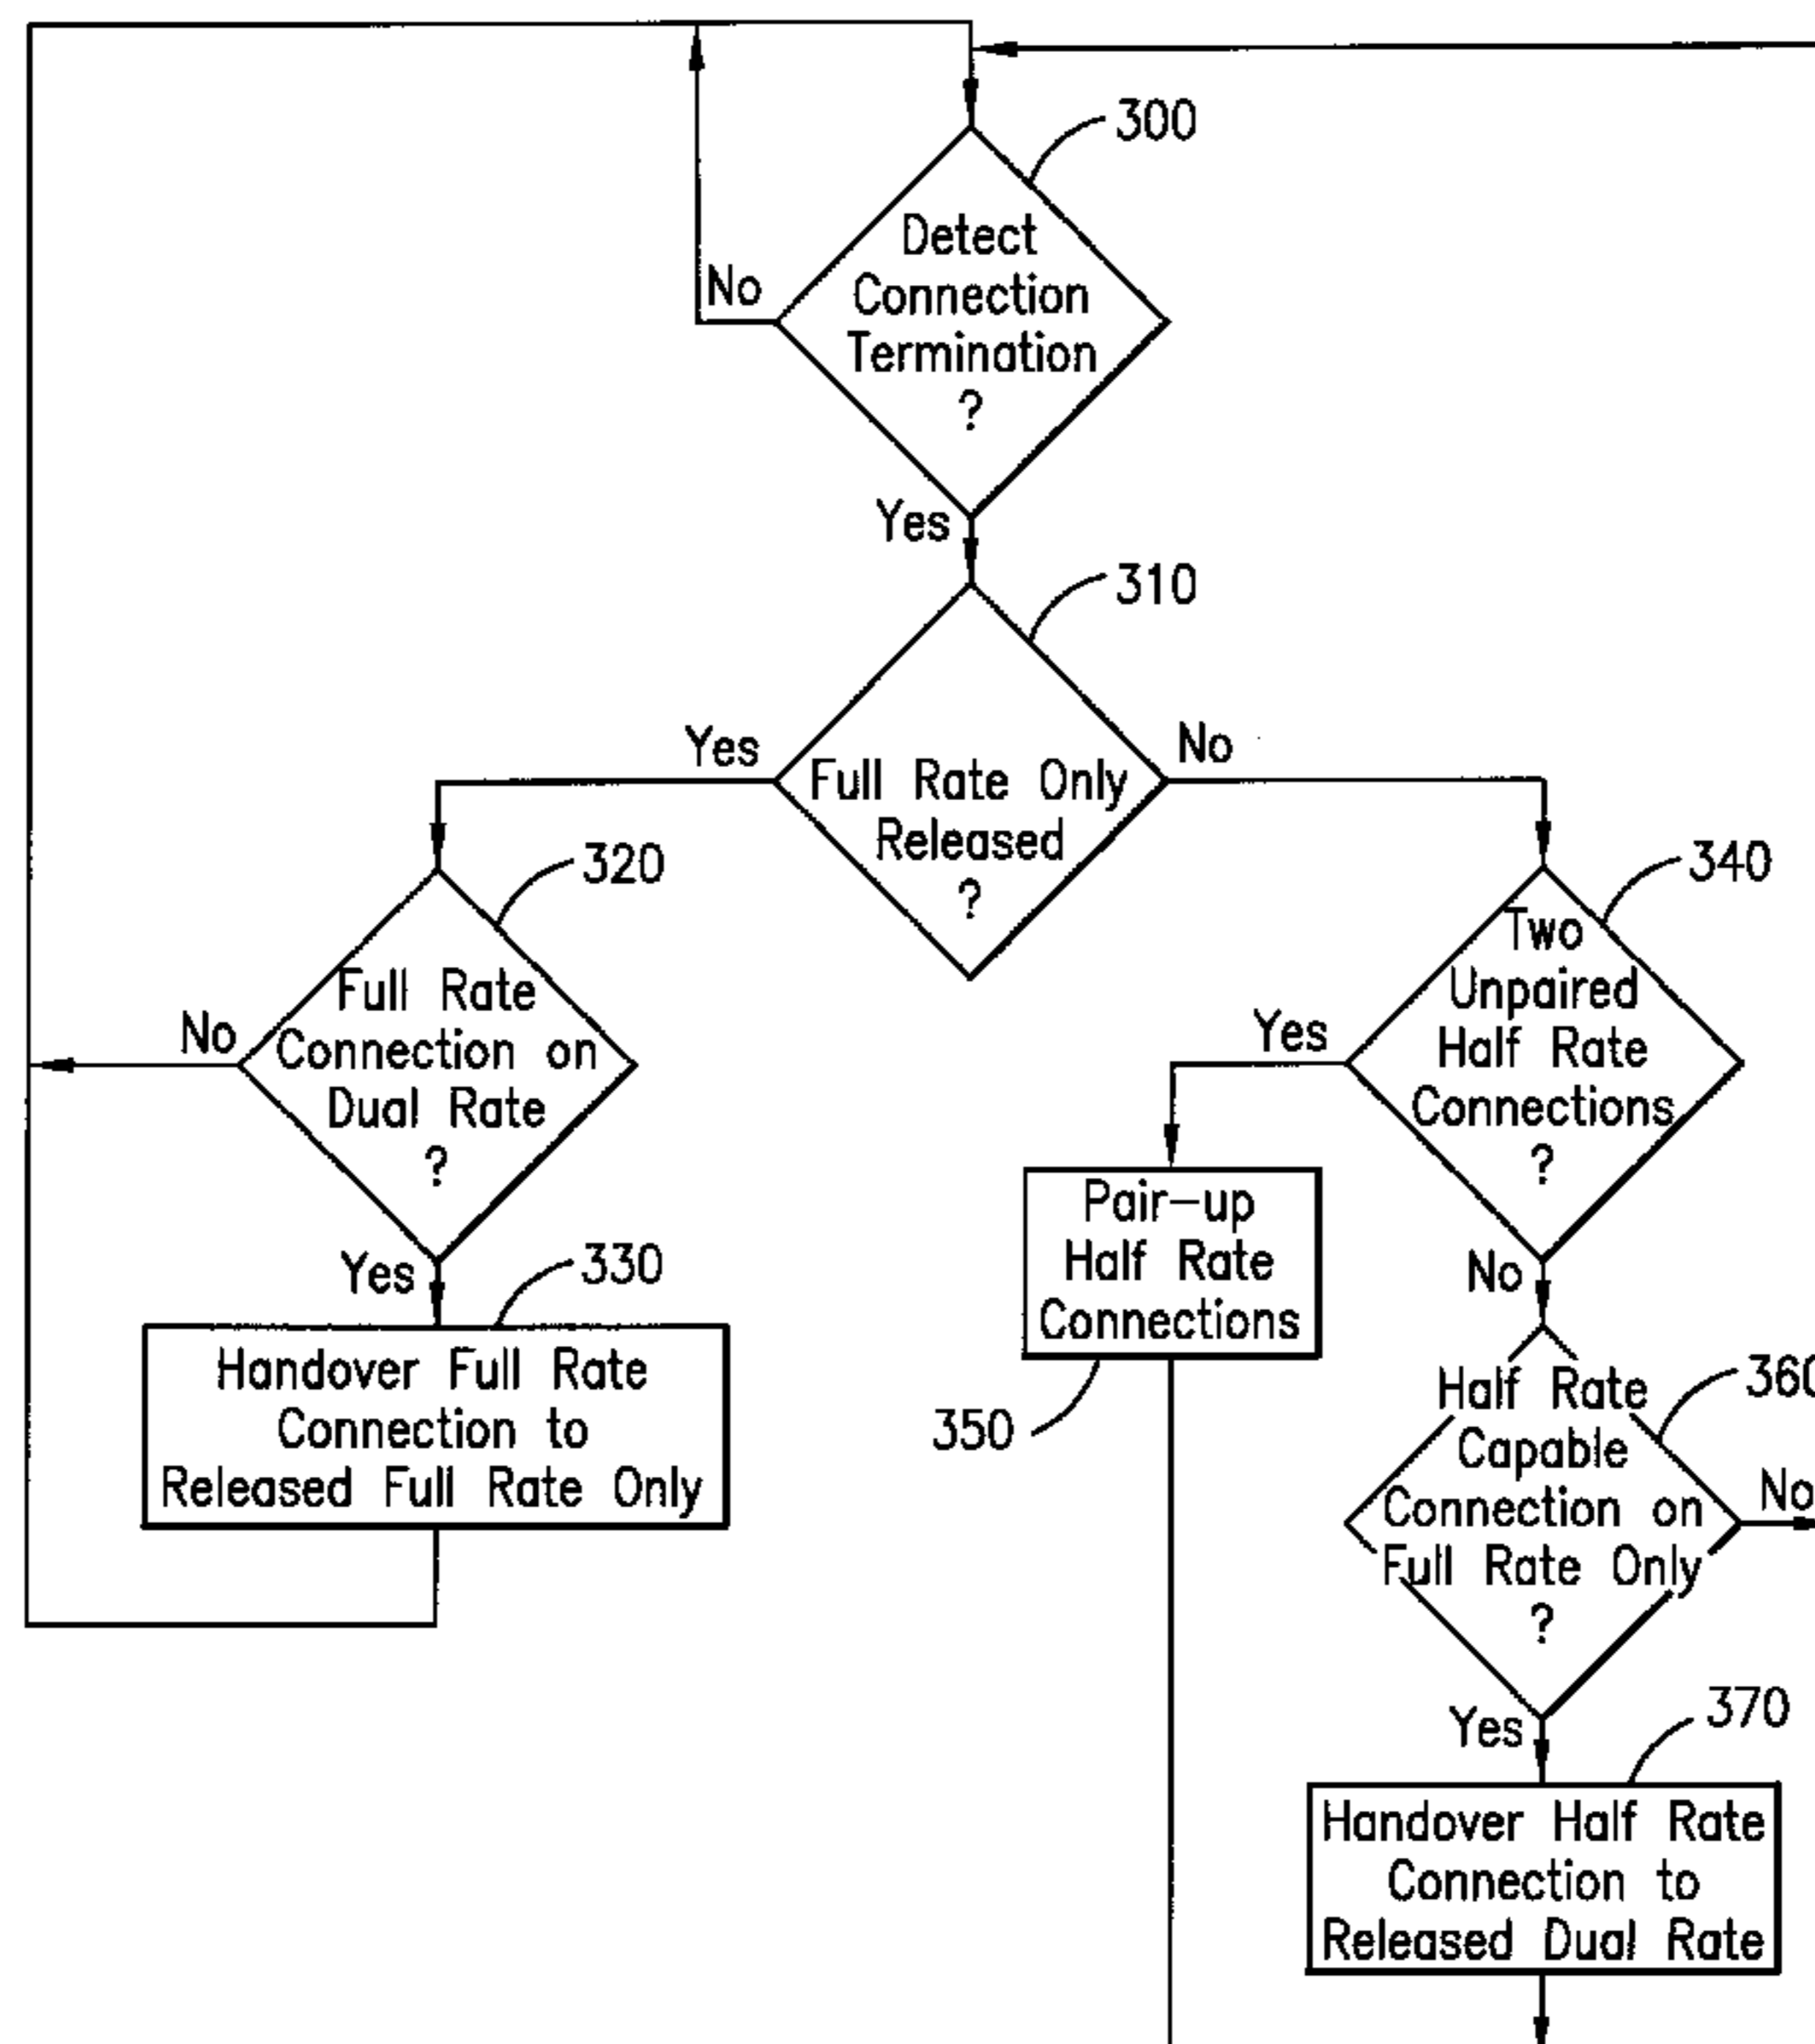 300
Detect
Connection
Termination
?
No
Yes
310
Full Rate Only
Released
?
Yes
No
320
Full Rate
Connection on
Dual Rate
?
No
Yes
330
Handover Full Rate
Connection to
Released Full Rate Only
340
Two
Unpaired
Half Rate
Connections
?
Yes
No
Pair-up
Half Rate
Connections
350
360
Half Rate
Capable
Connection on
Full Rate Only
?
No
Yes
370
Handover Half Rate
Connection to
Released Dual Rate